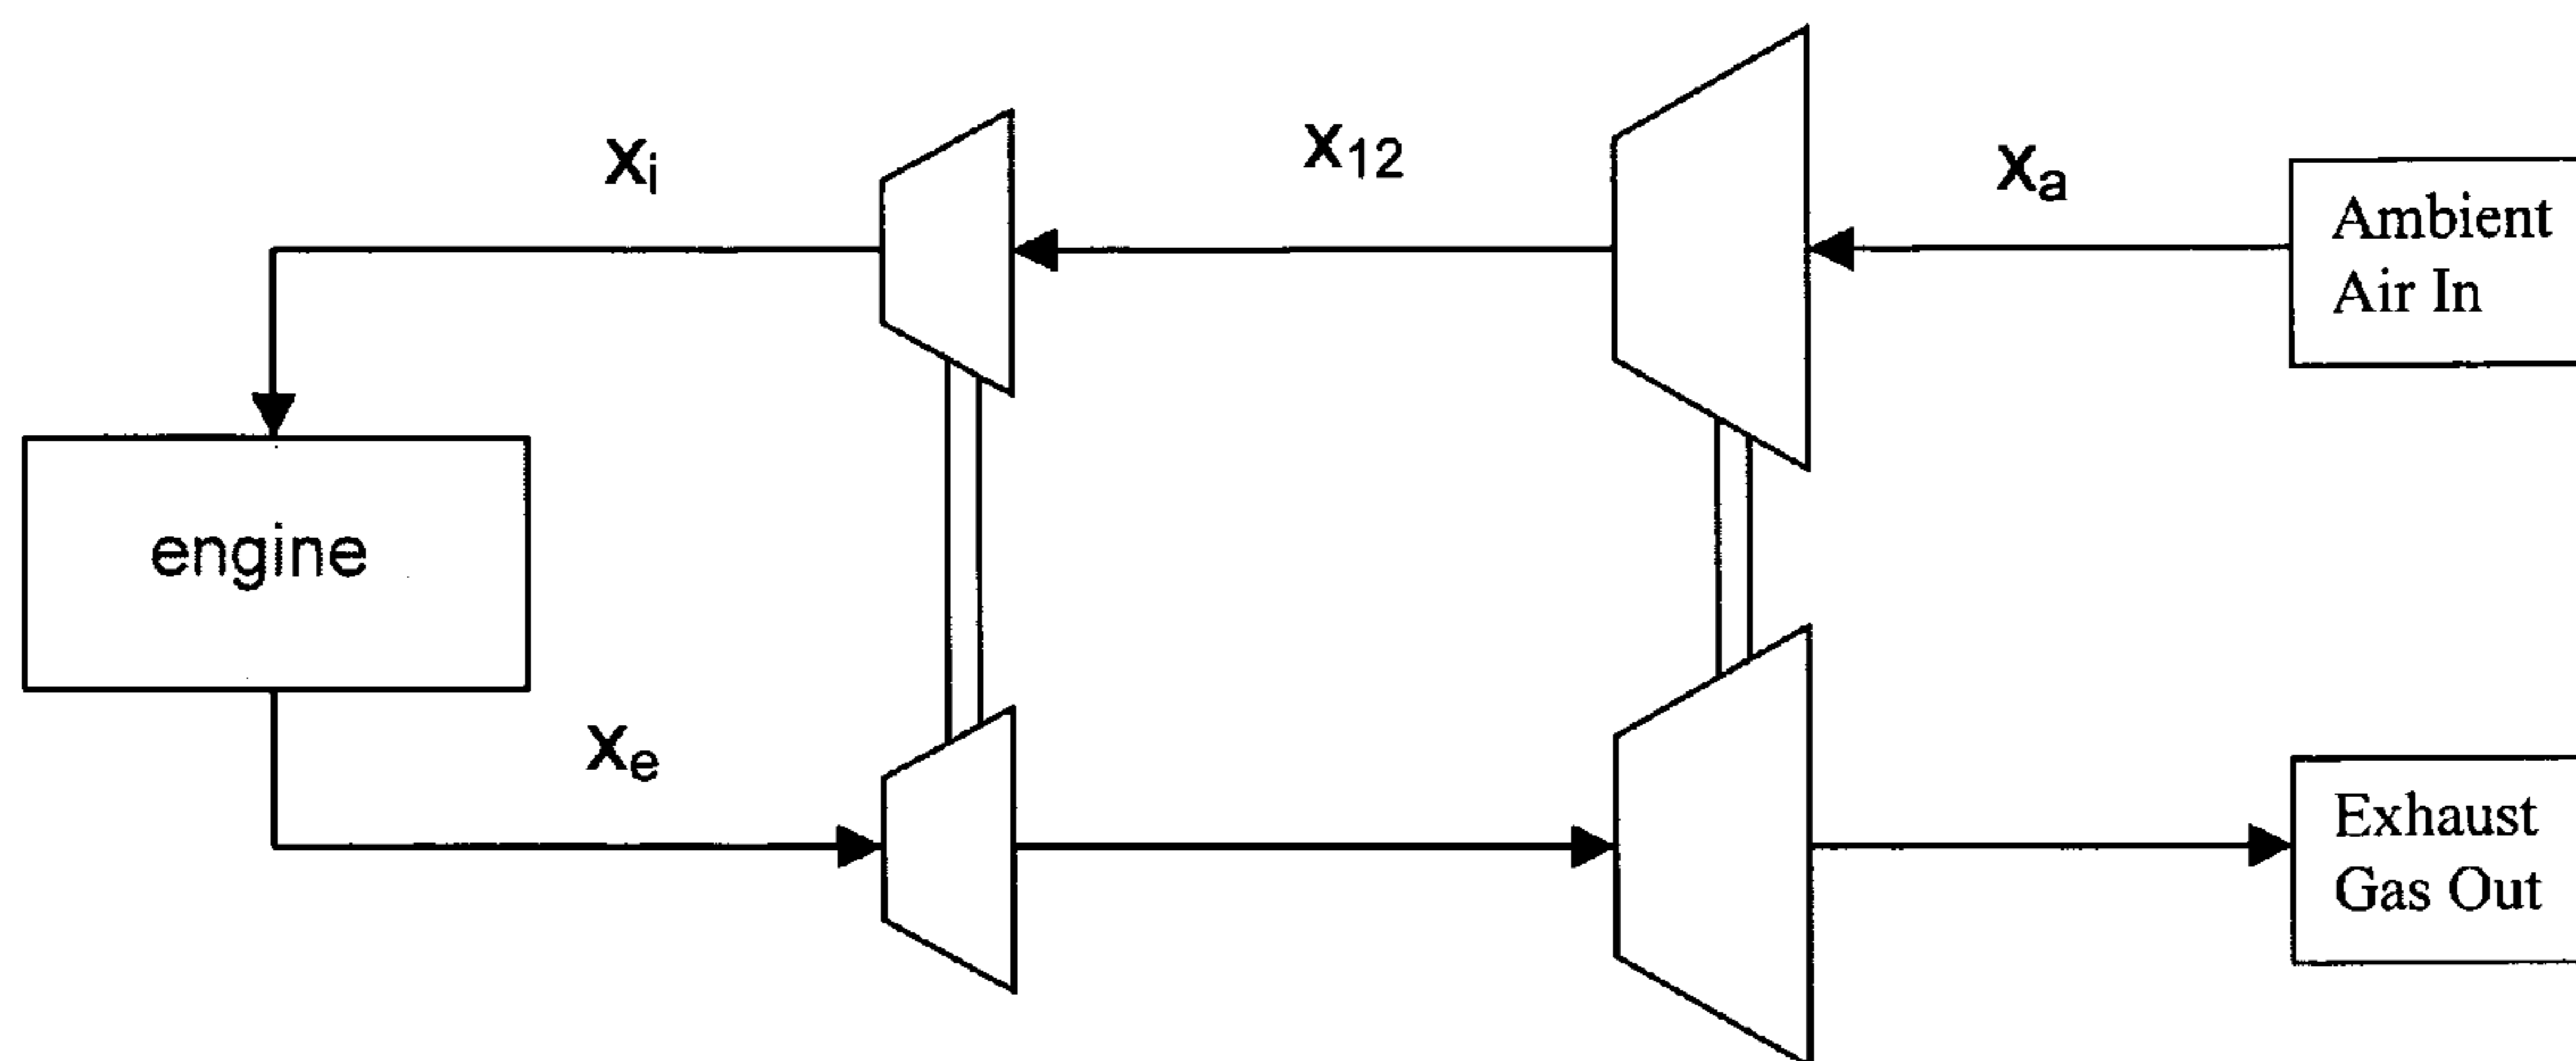 xᵢ
x₁₂
xₐ
Ambient
Air In
engine
xₑ
Exhaust
Gas Out